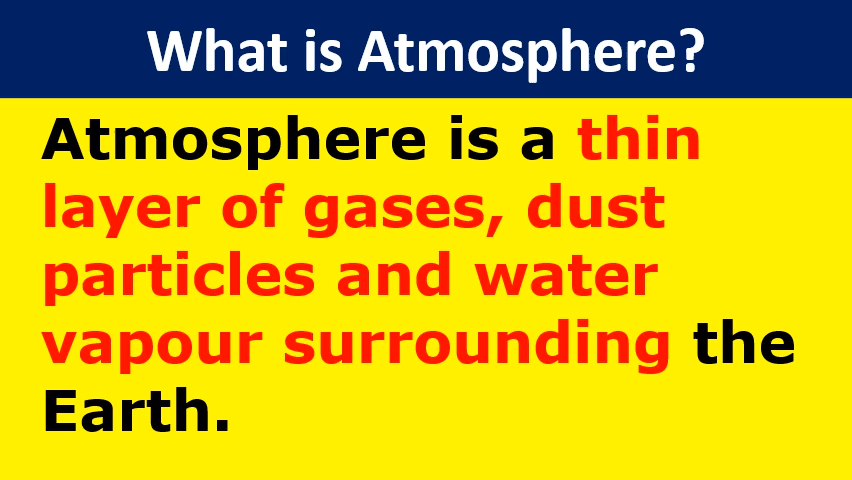 What is Atmosphere?
Atmosphere is a thin
layer of gases, dust
particles and water
vapour surrounding the
Earth.